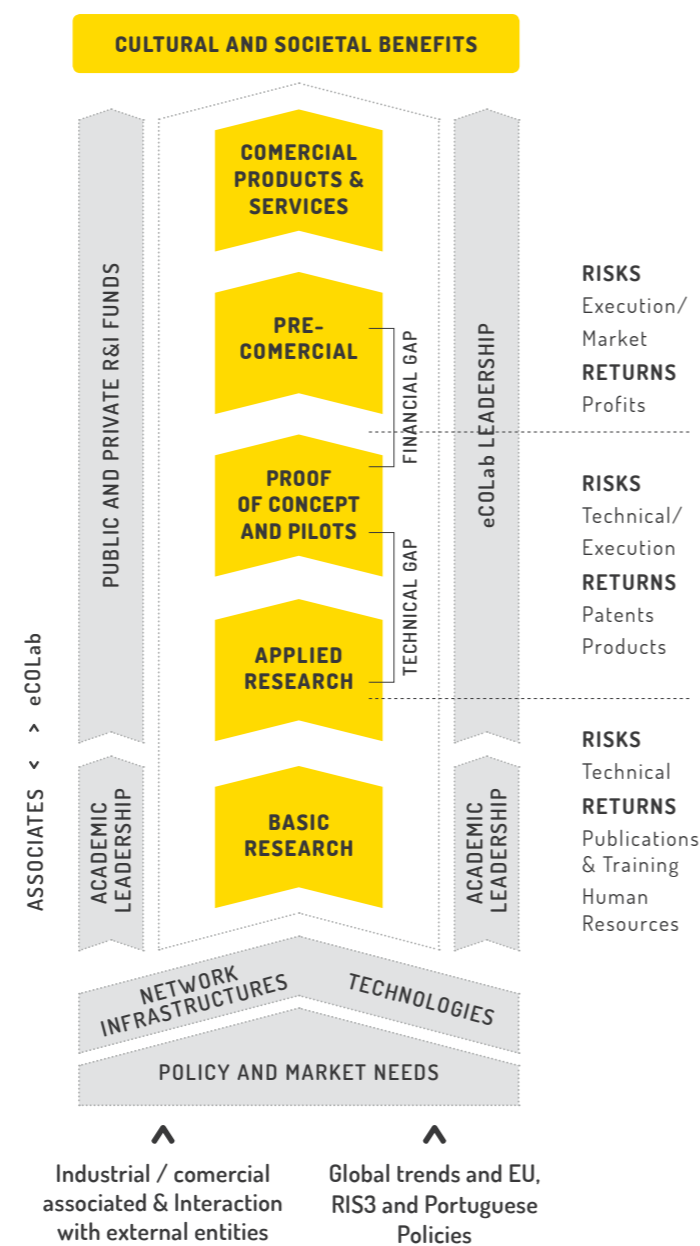 CULTURAL AND SOCIETAL BENEFITS
COMERCIAL
PRODUCTS &
SERVICES
PRE-
COMERCIAL
PROOF
OF CONCEPT
AND PILOTS
APPLIED
RESEARCH
BASIC
RESEARCH
FINANCIAL GAP
TECHNICAL GAP
PUBLIC AND PRIVATE R&I FUNDS
eCOLab LEADERSHIP
ASSOCIATES < > eCOLab
ACADEMIC
LEADERSHIP
ACADEMIC
LEADERSHIP
RISKS
Execution/
Market
RETURNS
Profits
RISKS
Technical/
Execution
RETURNS
Patents
Products
RISKS
Technical
RETURNS
Publications
& Training
Human
Resources
NETWORK
INFRASTRUCTURES
TECHNOLOGIES
POLICY AND MARKET NEEDS
Industrial / comercial
associated & Interaction
with external entities
Global trends and EU,
RIS3 and Portuguese
Policies